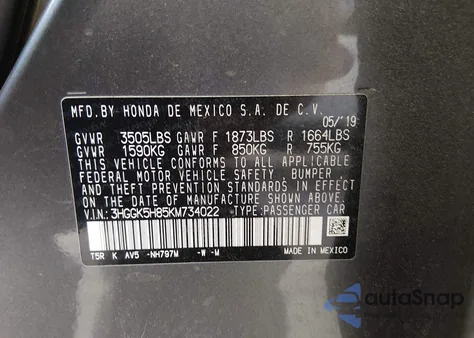 MFD.BY HONDA DE MEXICO S.A. DE C.V.
05/'19
GVWR 3505LBS GAWR F 1873LBS R 1664LBS
GVWR 1590KG GAWR F 850KG R 755KG
THIS VEHICLE CONFORMS TO ALL APPLICABLE
FEDERAL MOTOR VEHICLE SAFETY, BUMPER,
AND THEFT PREVENTION STANDARDS IN EFFECT
ON THE DATE OF MANUFACTURE SHOWN ABOVE.
V.I.N.: 3HGGK5H85KM734022 TYPE:PASSENGER CAR
T5R K AV5 -NH797M -W -M
MADE IN MEXICO
autoSnap